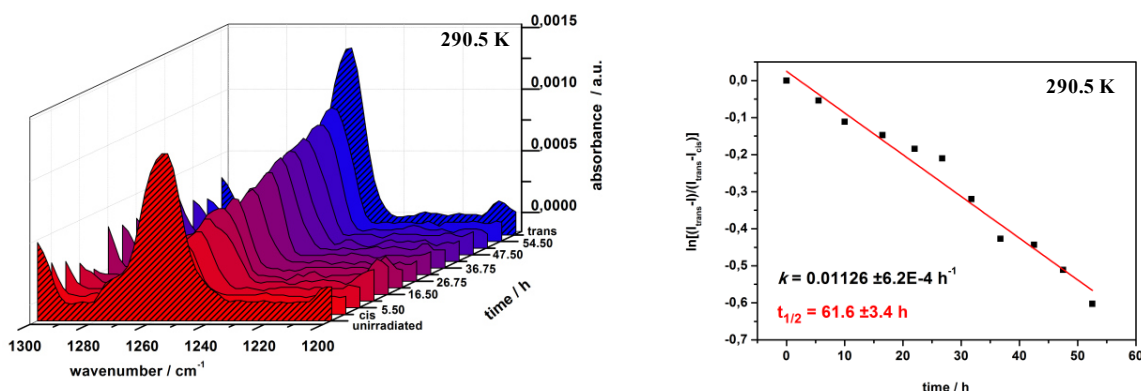 290.5 K
0,0015
0,0010
0,0005
0,0000
absorbance / a.u.
trans
54.50
47.50
36.75
26.75
16.50
5.50
cis
unirradiated
time / h
1300
1280
1260
1240
1220
1200
wavenumber / cm⁻¹
290.5 K
0,0
-0,1
-0,2
-0,3
-0,4
-0,5
-0,6
-0,7
ln[(I_trans-I)/(I_trans-I_cis)]
k = 0.01126 ±6.2E-4 h⁻¹
t₁/₂ = 61.6 ±3.4 h
0
10
20
30
40
50
60
time / h